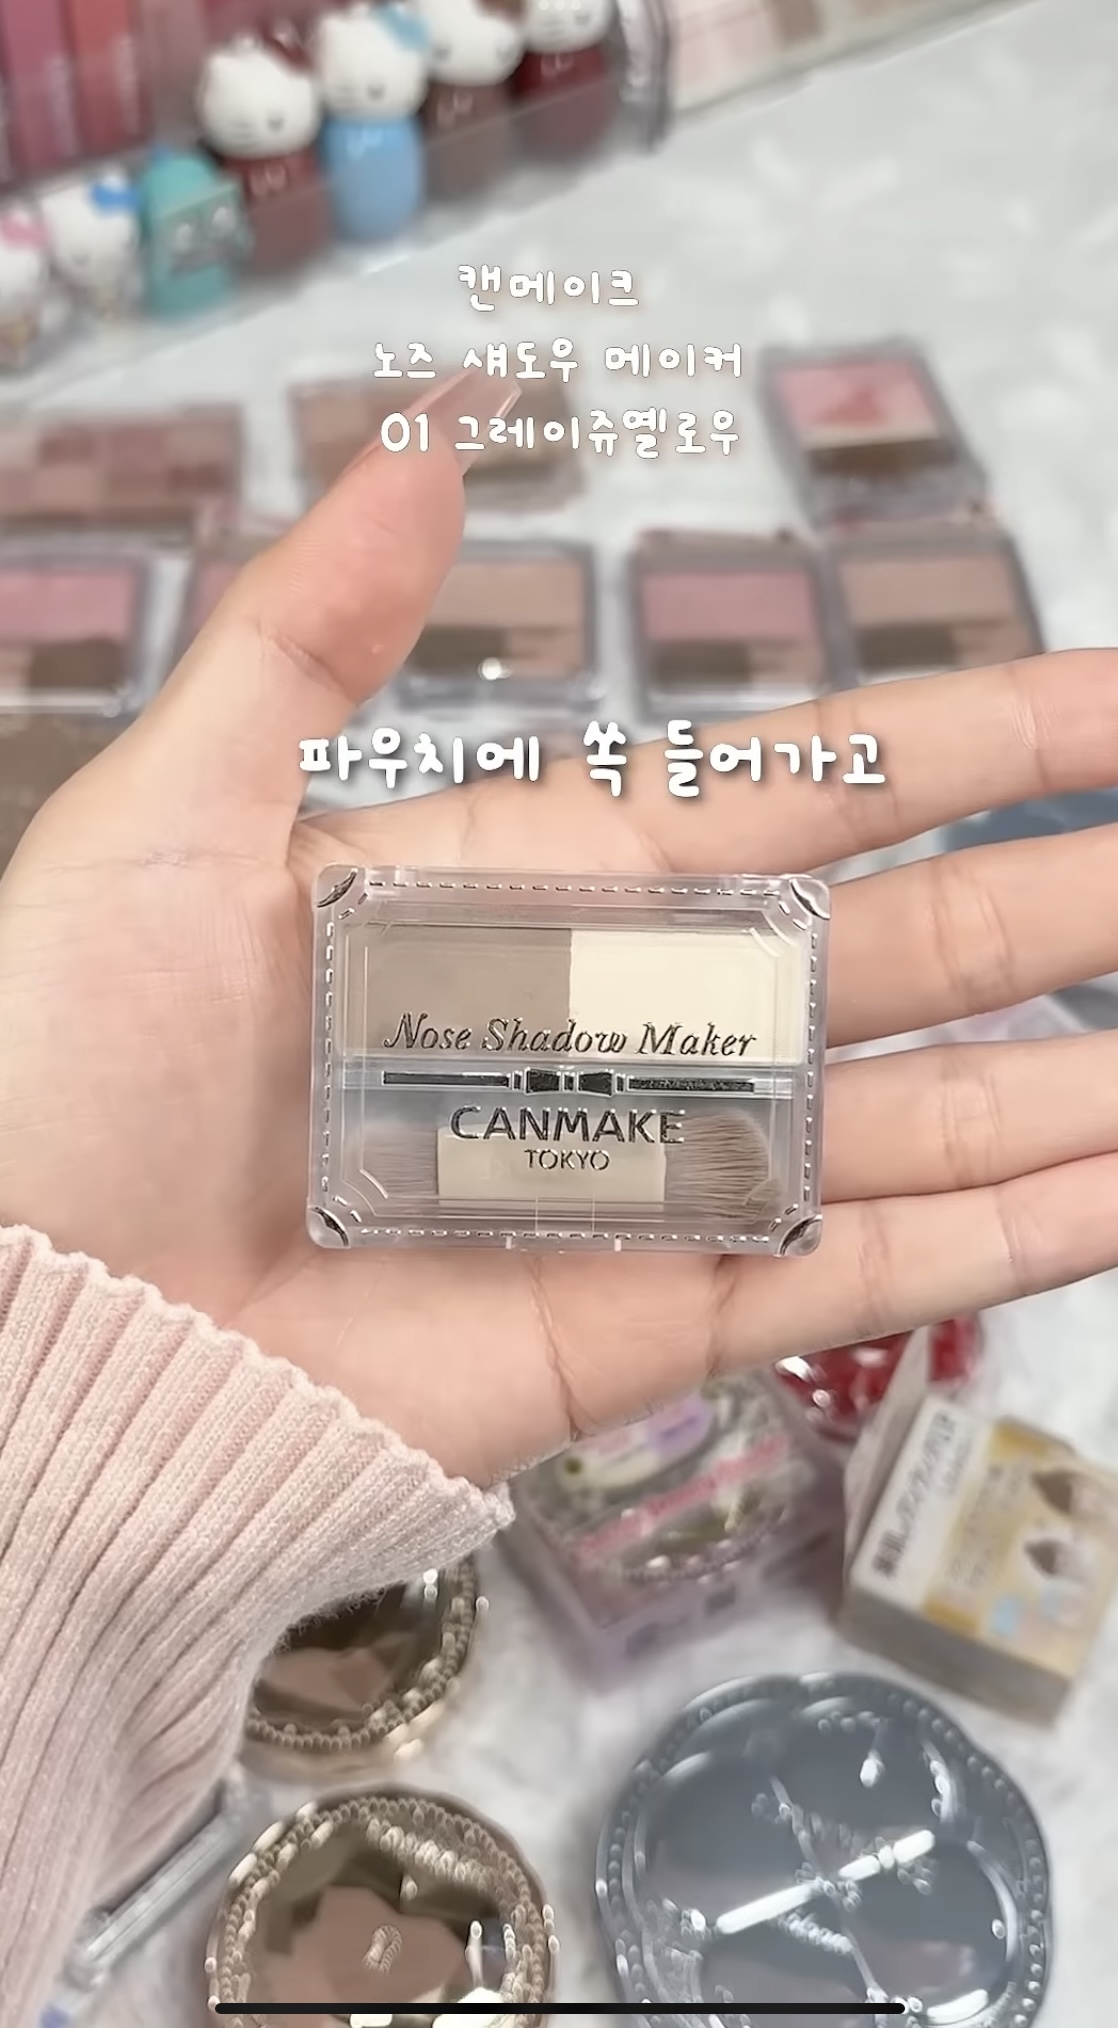 캔메이크
노즈 섀도우 메이커
01 그레이쥬옐로우
파우치에 쏙 들어가고
Nose Shadow Maker
CANMAKE
TOKYO